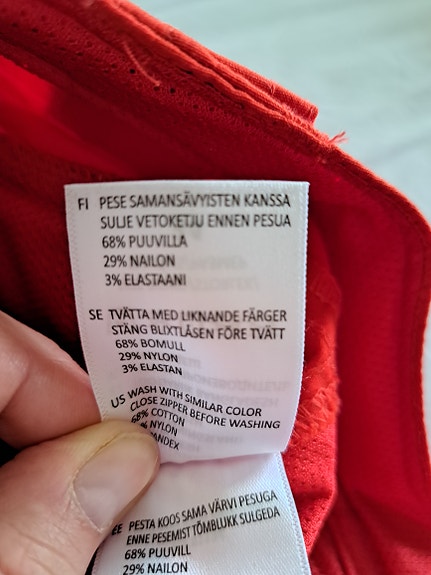 FI PESE SAMANSÄVYISTEN KANSSA
SULJE VETOKETJU ENNEN PESUA
68% PUUVILLA
29% NAILON
3% ELASTAANI
SE TVÄTTA MED LIKNANDE FÄRGER
STÄNG BLIXTLÅSEN FÖRE TVÄTT
68% BOMULL
29% NYLON
3% ELASTAN
US WASH WITH SIMILAR COLOR
CLOSE ZIPPER BEFORE WASHING
68% COTTON
% NYLON
ANDEX
EE PESTA KOOS SAMA VÄRVI PESUGA
ENNE PESEMIST TÕMBLUKK SULGEDA
68% PUUVILL
29% NAILON